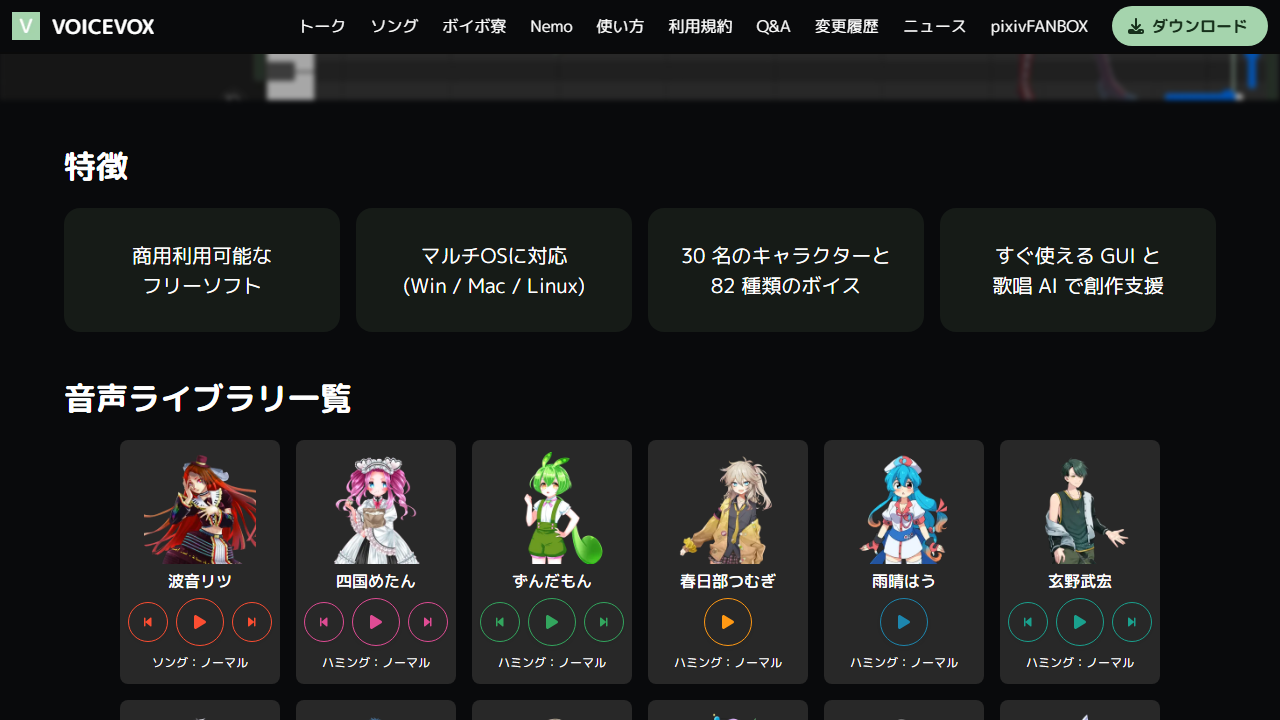 V VOICEVOX トーク ソング ボイボ寮 Nemo 使い方 利用規約 Q&A 変更履歴 ニュース pixivFANBOX ダウンロード
特徴
商用利用可能な
フリーソフト
マルチOSに対応
(Win / Mac / Linux)
30 名のキャラクターと
82 種類のボイス
すぐ使える GUI と
歌唱 AI で創作支援
音声ライブラリ一覧
波音リツ 四国めたん ずんだもん 春日部つむぎ 雨晴はう 玄野武宏
ソング：ノーマル ハミング：ノーマル ハミング：ノーマル ハミング：ノーマル ハミング：ノーマル ハミング：ノーマル